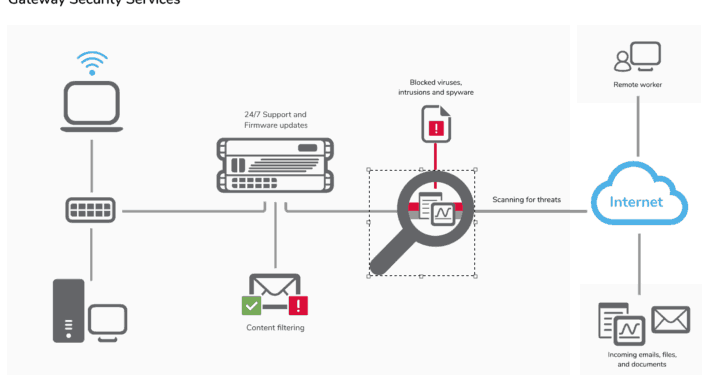 Gateway Security Services
Blocked viruses,
intrusions and spyware
Remote worker
24/7 Support and
Firmware updates
Scanning for threats
Internet
Content filtering
Incoming emails, files,
and documents